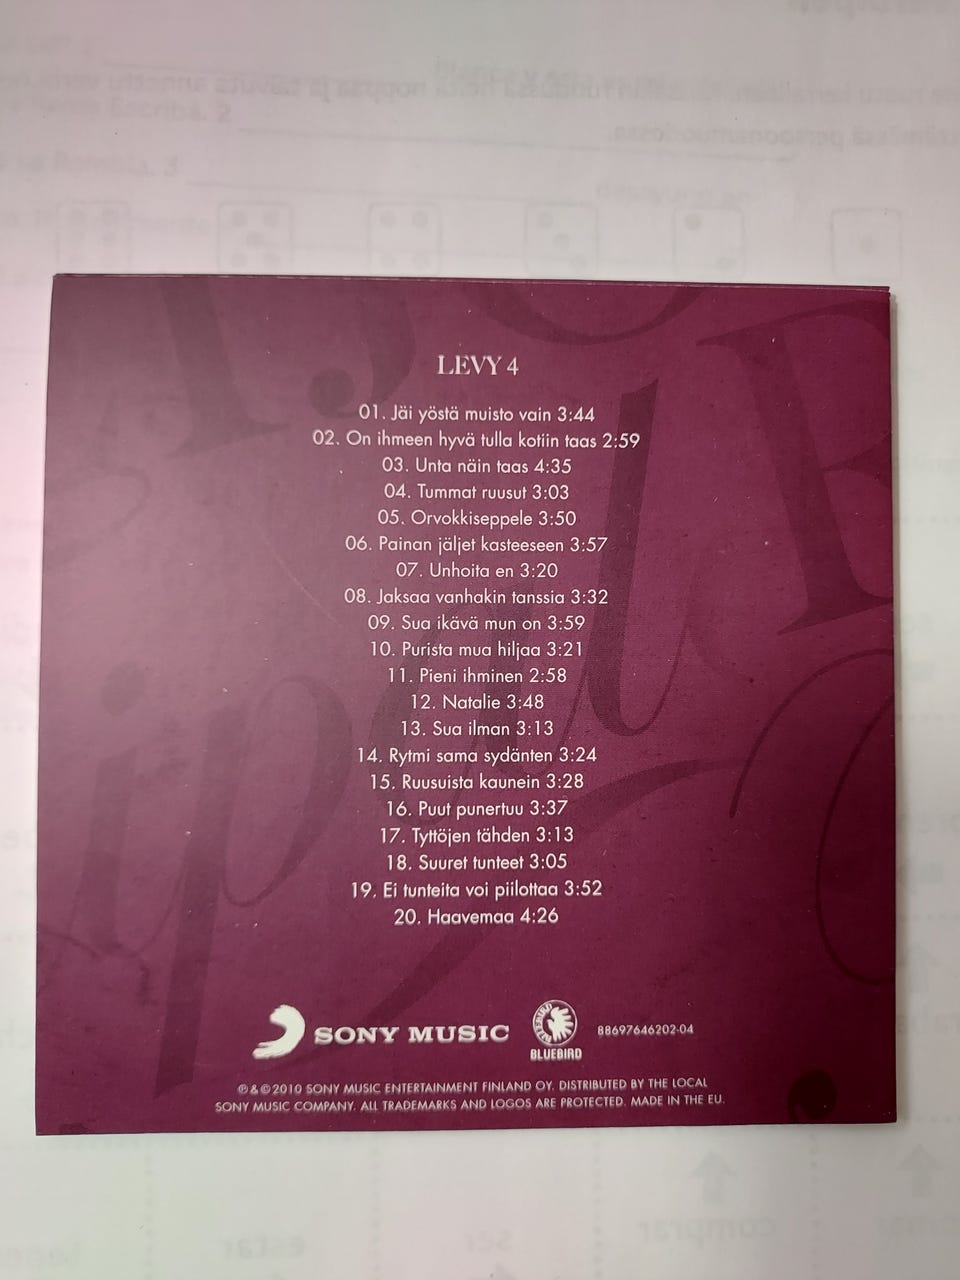 Escriba. 2
LEVY 4
01. Jäi yöstä muisto vain 3:44
02. On ihmeen hyvä tulla kotiin taas 2:59
03. Unta näin taas 4:35
04. Tummat ruusut 3:03
05. Orvokkiseppele 3:50
06. Painan jäljet kasteeseen 3:57
07. Unhoita en 3:20
08. Jaksaa vanhakin tanssia 3:32
09. Sua ikävä mun on 3:59
10. Purista mua hiljaa 3:21
11. Pieni ihminen 2:58
12. Natalie 3:48
13. Sua ilman 3:13
14. Rytmi sama sydänten 3:24
15. Ruusuista kaunein 3:28
16. Puut punertuu 3:37
17. Tyttöjen tähden 3:13
18. Suuret tunteet 3:05
19. Ei tunteita voi piilottaa 3:52
20. Haavemaa 4:26
SONY MUSIC
BLUEBIRD
BLUEBIRD
88697646202-04
℗ & © 2010 SONY MUSIC ENTERTAINMENT FINLAND OY. DISTRIBUTED BY THE LOCAL
SONY MUSIC COMPANY. ALL TRADEMARKS AND LOGOS ARE PROTECTED. MADE IN THE EU.
comprar
ser
estar